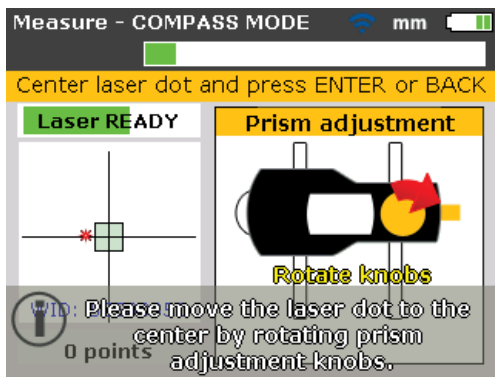 Measure - COMPASS MODE mm
Center laser dot and press ENTER or BACK
Laser READY
Prism adjustment
Rotate knobs
WID:
Please move the laser dot to the
center by rotating prism
adjustment knobs.
0 points